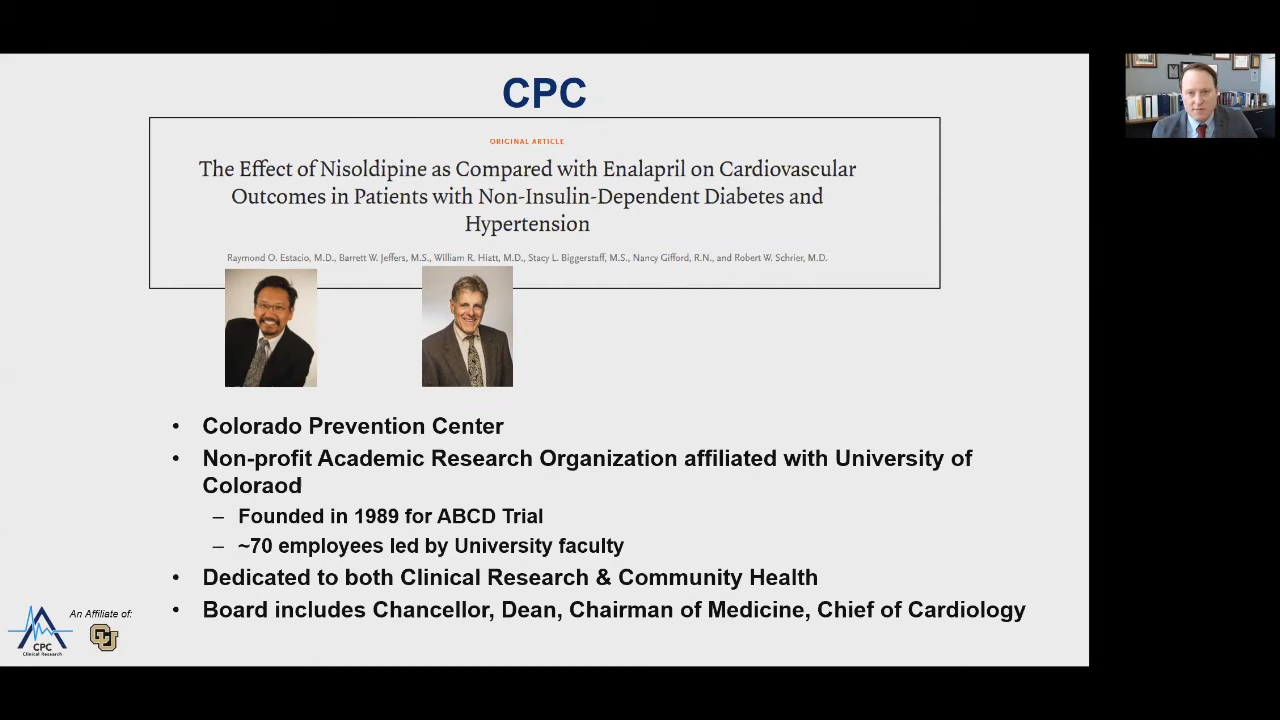 CPC
ORIGINAL ARTICLE
The Effect of Nisoldipine as Compared with Enalapril on Cardiovascular
Outcomes in Patients with Non-Insulin-Dependent Diabetes and
Hypertension
Raymond O. Estacio, M.D., Barrett W. Jeffers, M.S., William R. Hiatt, M.D., Stacy L. Biggerstaff, M.S., Nancy Gifford, R.N., and Robert W. Schrier, M.D.
• Colorado Prevention Center
• Non-profit Academic Research Organization affiliated with University of
Coloraod
– Founded in 1989 for ABCD Trial
– ~70 employees led by University faculty
• Dedicated to both Clinical Research & Community Health
• Board includes Chancellor, Dean, Chairman of Medicine, Chief of Cardiology
An Affiliate of:
CPC
Clinical Research
CU